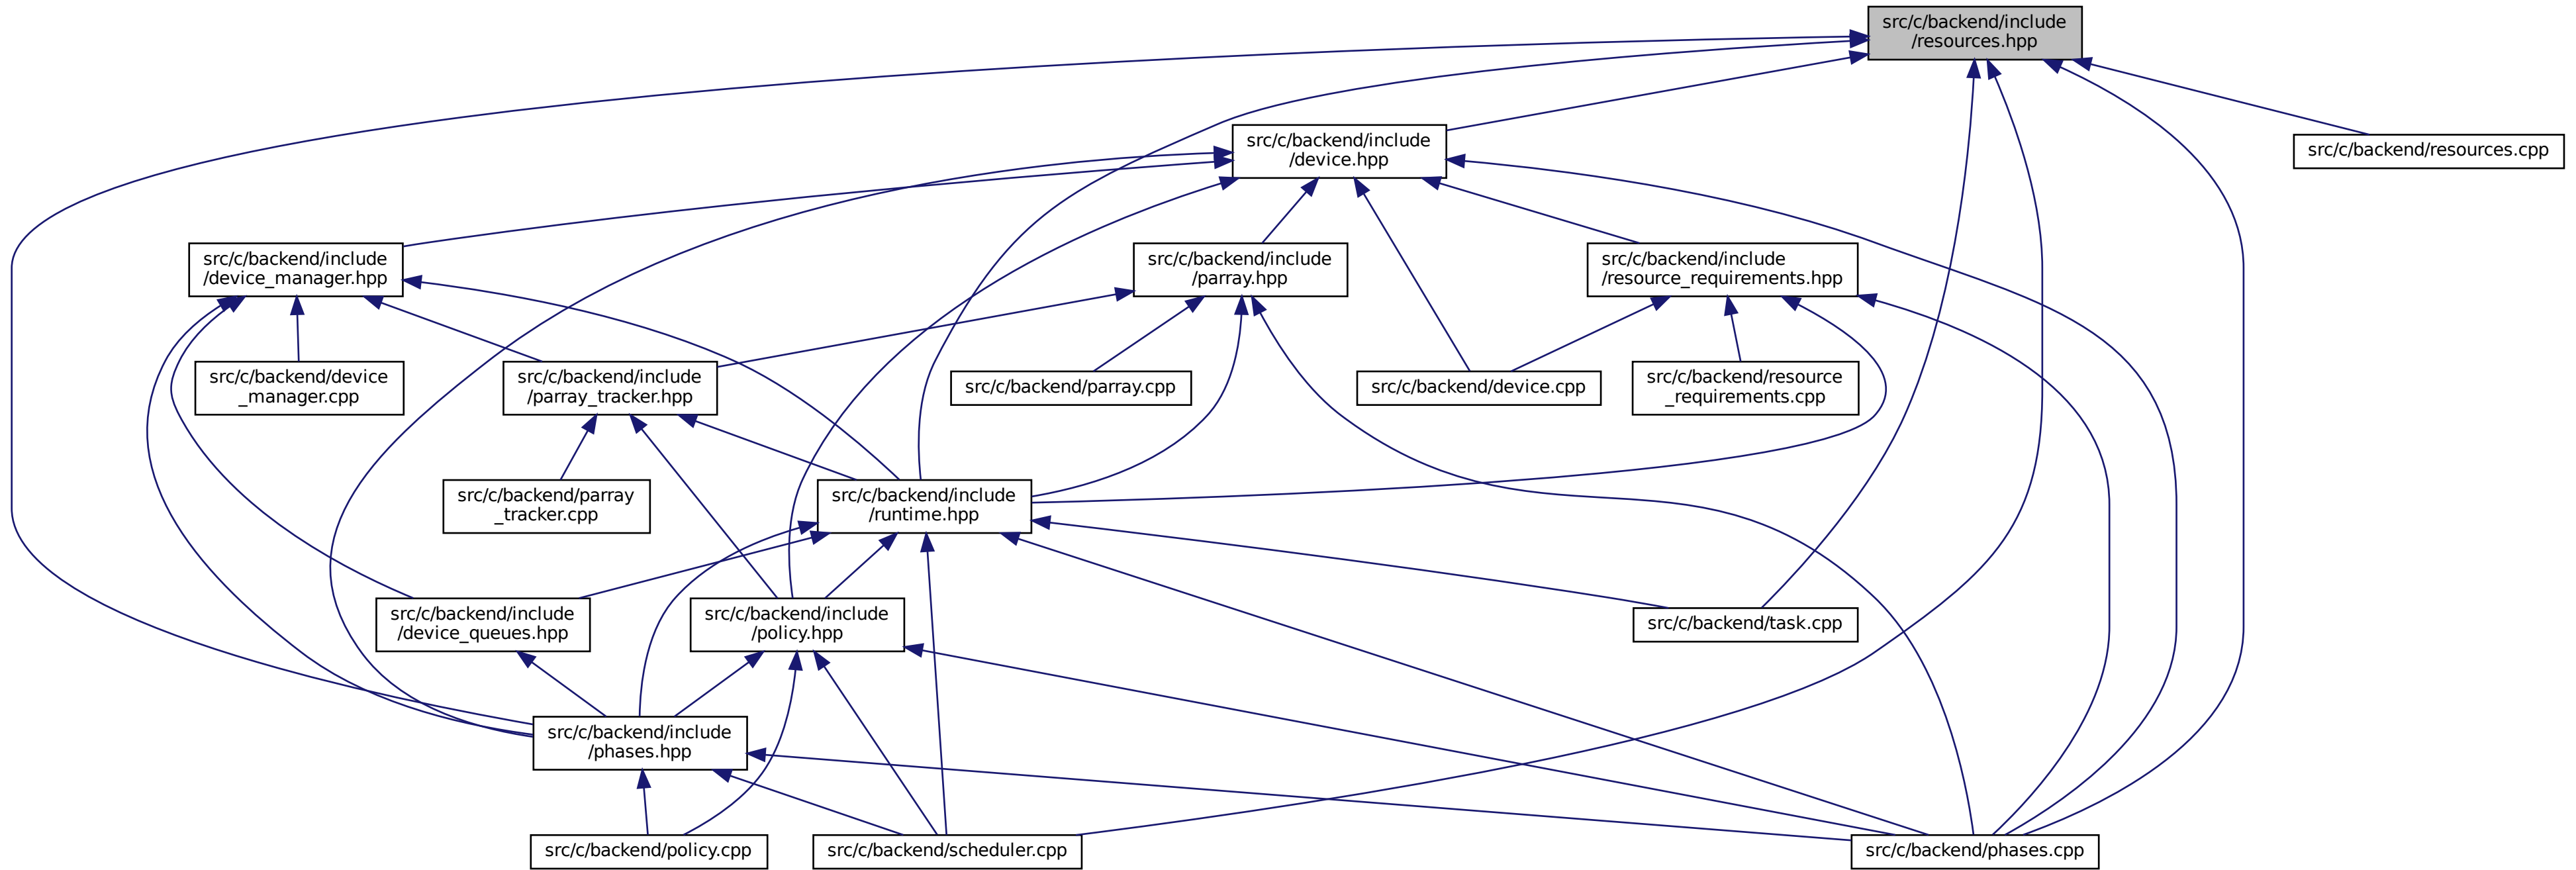 src/c/backend/include
/resources.hpp
src/c/backend/include
/device.hpp
src/c/backend/resources.cpp
src/c/backend/include
/device_manager.hpp
src/c/backend/include
/parray.hpp
src/c/backend/include
/resource_requirements.hpp
src/c/backend/device
_manager.cpp
src/c/backend/include
/parray_tracker.hpp
src/c/backend/parray.cpp
src/c/backend/device.cpp
src/c/backend/resource
_requirements.cpp
src/c/backend/parray
_tracker.cpp
src/c/backend/include
/runtime.hpp
src/c/backend/include
/device_queues.hpp
src/c/backend/include
/policy.hpp
src/c/backend/task.cpp
src/c/backend/include
/phases.hpp
src/c/backend/policy.cpp
src/c/backend/scheduler.cpp
src/c/backend/phases.cpp